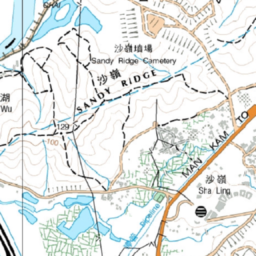 沙嶺墳場
Sandy Ridge Cemetery
沙嶺
SANDY RIDGE
湖
Wu
129
100
MAN KAM TO
沙嶺
Sha Ling